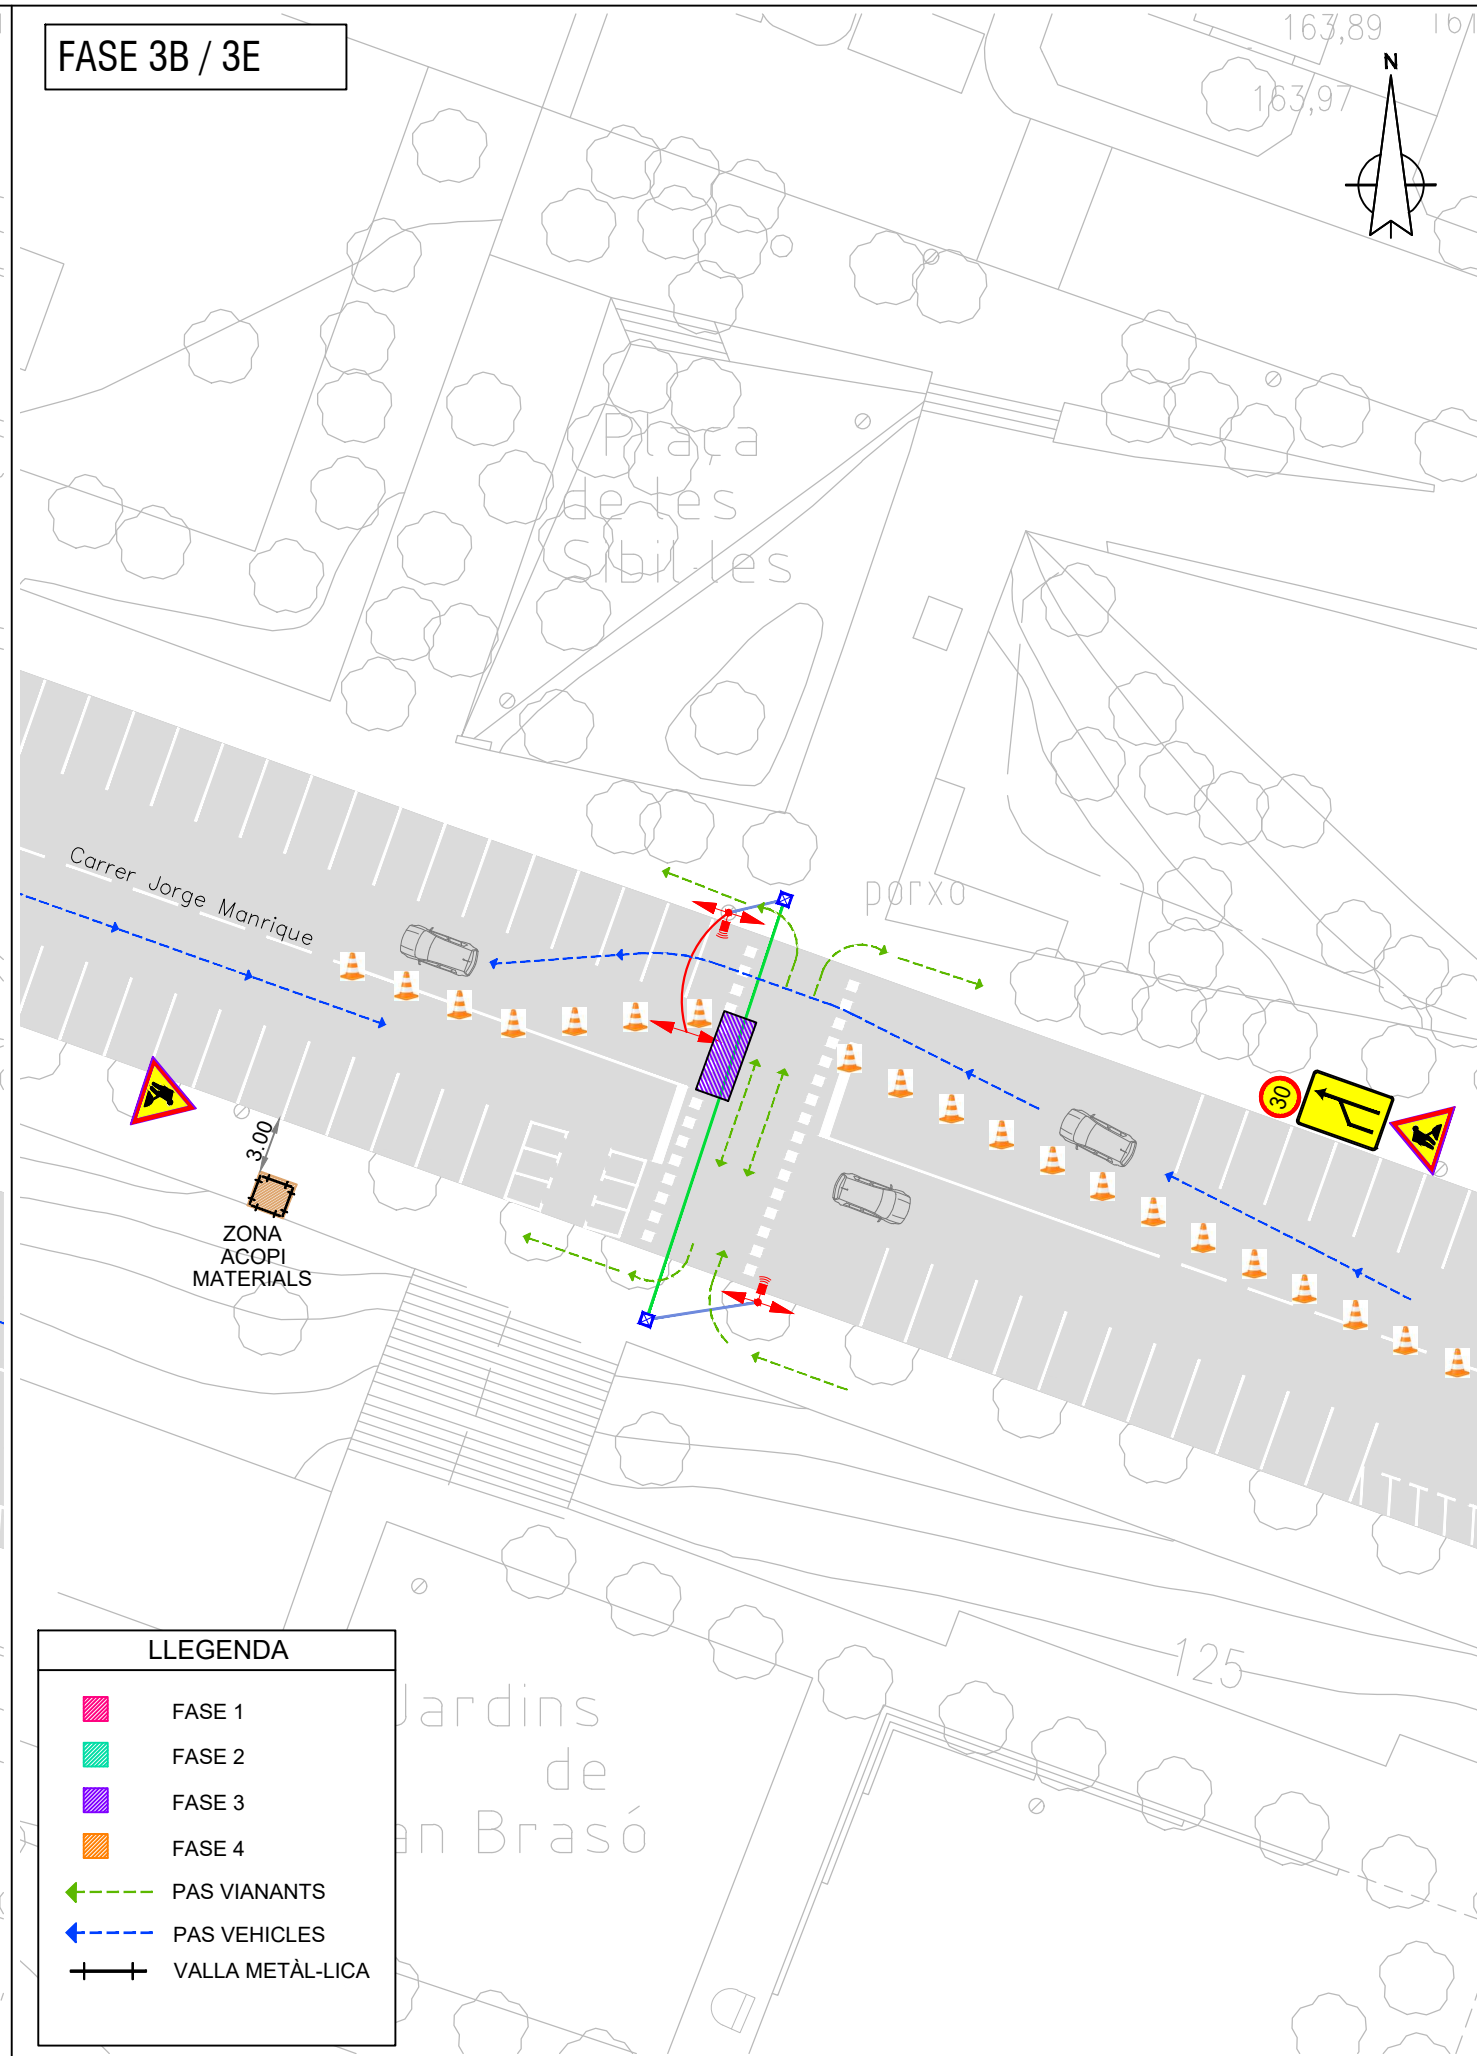 FASE 3B / 3E
163,89
163,97
N
Plaça
de les
Sibil·les
Carrer Jorge Manrique
porxo
30
3.00
ZONA
ACOPI
MATERIALS
125
LLEGENDA
FASE 1
FASE 2
FASE 3
FASE 4
PAS VIANANTS
PAS VEHICLES
VALLA METÀL-LICA
Jardins
de
an Brasó